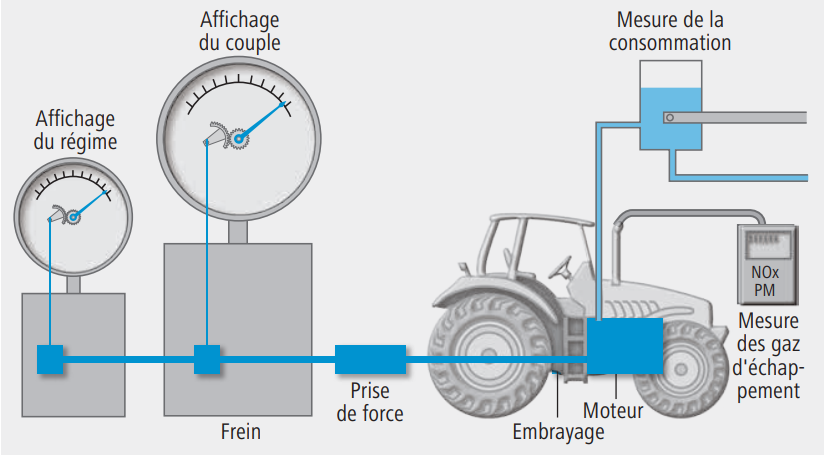 Affichage
du couple
Mesure de la
consommation
Affichage
du régime
NOx
PM
Mesure
des gaz
d'échap-
pement
Prise
de force
Frein
Embrayage
Moteur